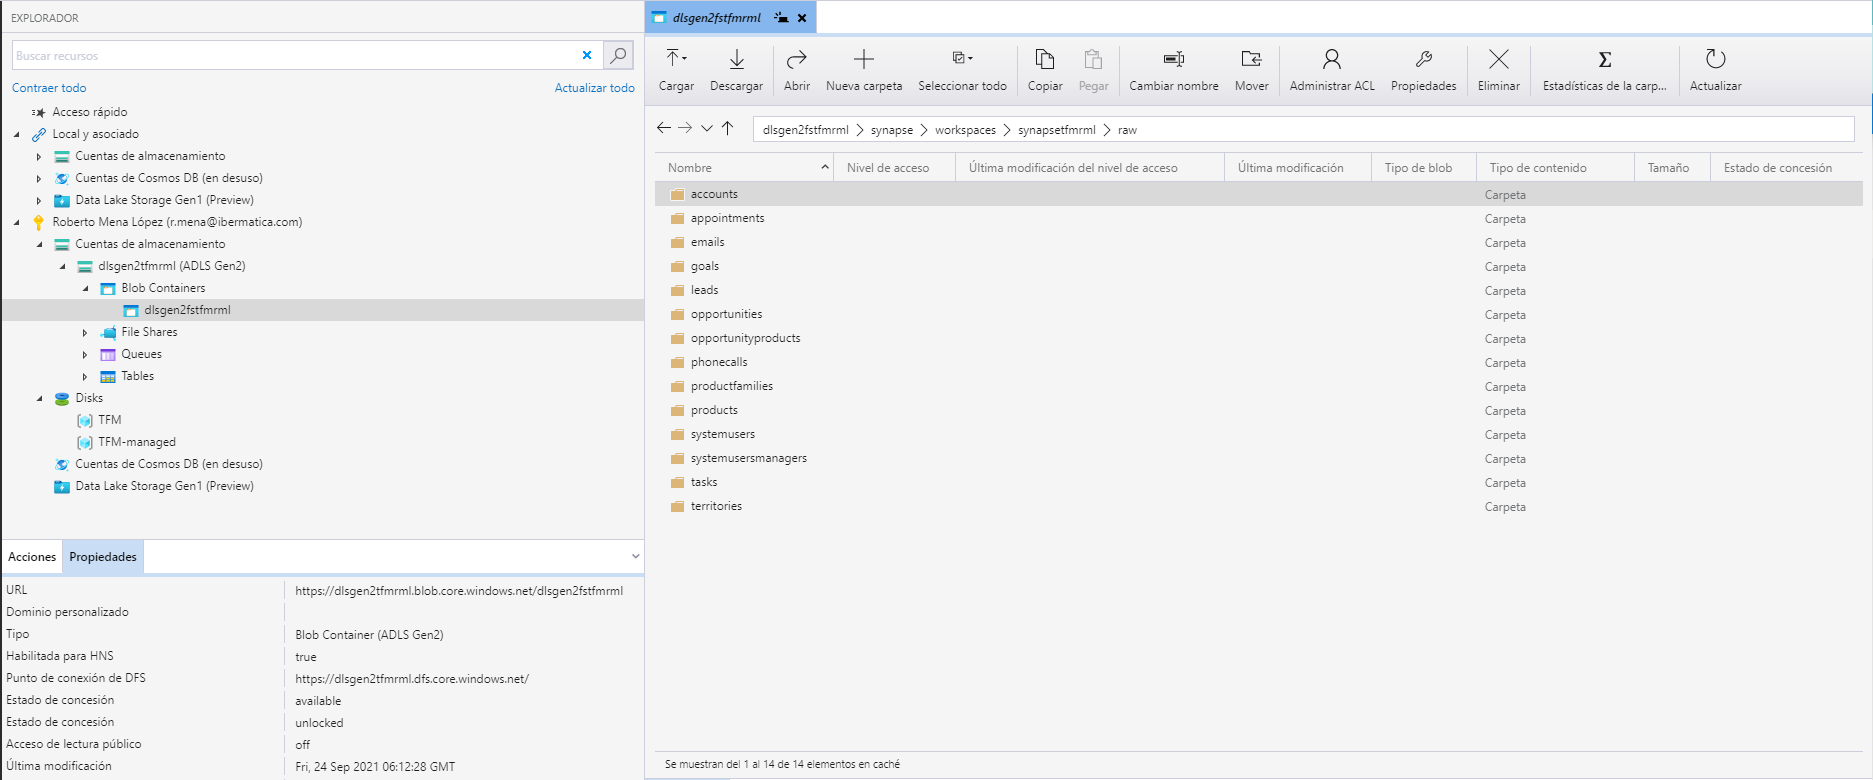 EXPLORADOR
Buscar recursos
Contraer todo Actualizar todo
Acceso rápido
Local y asociado
Cuentas de almacenamiento
Cuentas de Cosmos DB (en desuso)
Data Lake Storage Gen1 (Preview)
Roberto Mena López (r.mena@ibermatica.com)
Cuentas de almacenamiento
dlsgen2tfmrml (ADLS Gen2)
Blob Containers
dlsgen2fstfmrml
File Shares
Queues
Tables
Disks
TFM
TFM-managed
Cuentas de Cosmos DB (en desuso)
Data Lake Storage Gen1 (Preview)
Acciones Propiedades
URL https://dlsgen2tfmrml.blob.core.windows.net/dlsgen2fstfmrml
Dominio personalizado
Tipo Blob Container (ADLS Gen2)
Habilitada para HNS true
Punto de conexión de DFS https://dlsgen2tfmrml.dfs.core.windows.net/
Estado de concesión available
Estado de concesión unlocked
Acceso de lectura público off
Última modificación Fri, 24 Sep 2021 06:12:28 GMT
dlsgen2fstfmrml
Cargar Descargar Abrir Nueva carpeta Seleccionar todo Copiar Pegar Cambiar nombre Mover Administrar ACL Propiedades Eliminar Estadísticas de la carp... Actualizar
dlsgen2fstfmrml synapse workspaces synapsetfmrml raw
Nombre Nivel de acceso Última modificación del nivel de acceso Última modificación Tipo de blob Tipo de contenido Tamaño Estado de concesión
accounts Carpeta
appointments Carpeta
emails Carpeta
goals Carpeta
leads Carpeta
opportunities Carpeta
opportunityproducts Carpeta
phonecalls Carpeta
productfamilies Carpeta
products Carpeta
systemusers Carpeta
systemusersmanagers Carpeta
tasks Carpeta
territories Carpeta
Se muestran del 1 al 14 de 14 elementos en caché